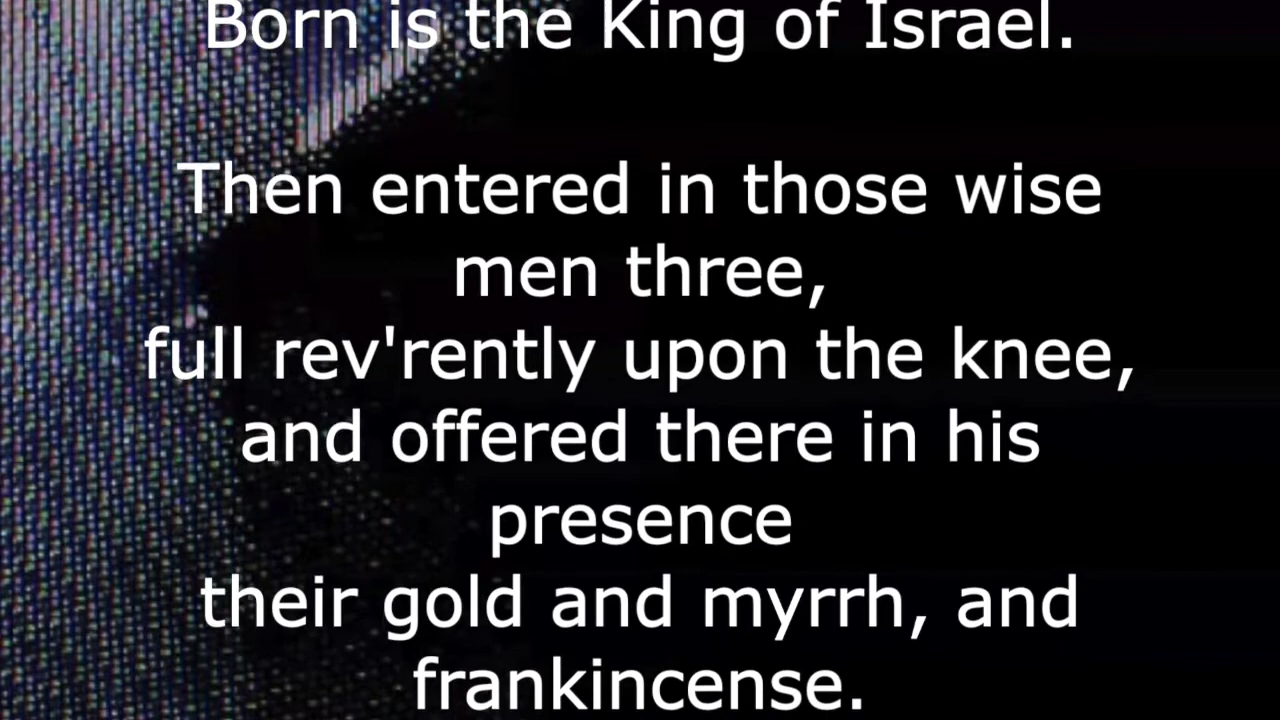 Born is the King of Israel.
Then entered in those wise
men three,
full rev'rently upon the knee,
and offered there in his
presence
their gold and myrrh, and
frankincense.